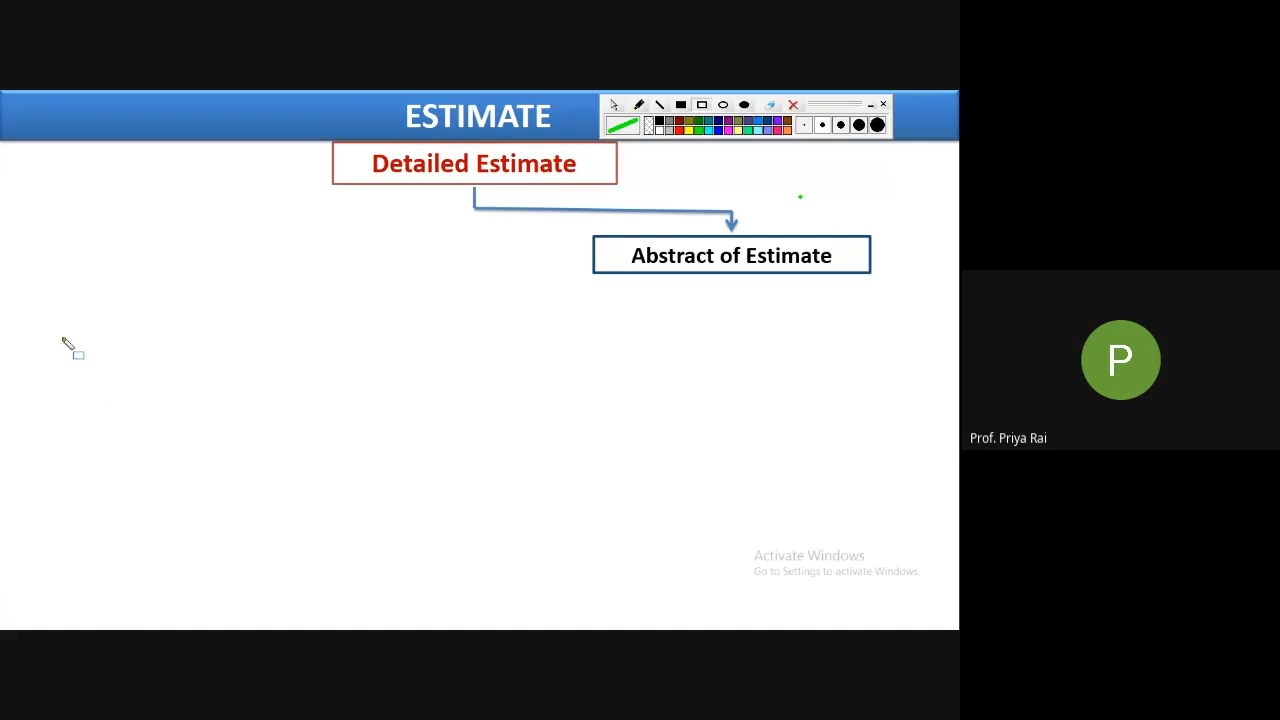 ESTIMATE
Detailed Estimate
Abstract of Estimate
P
Prof. Priya Rai
Activate Windows
Go to Settings to activate Windows.